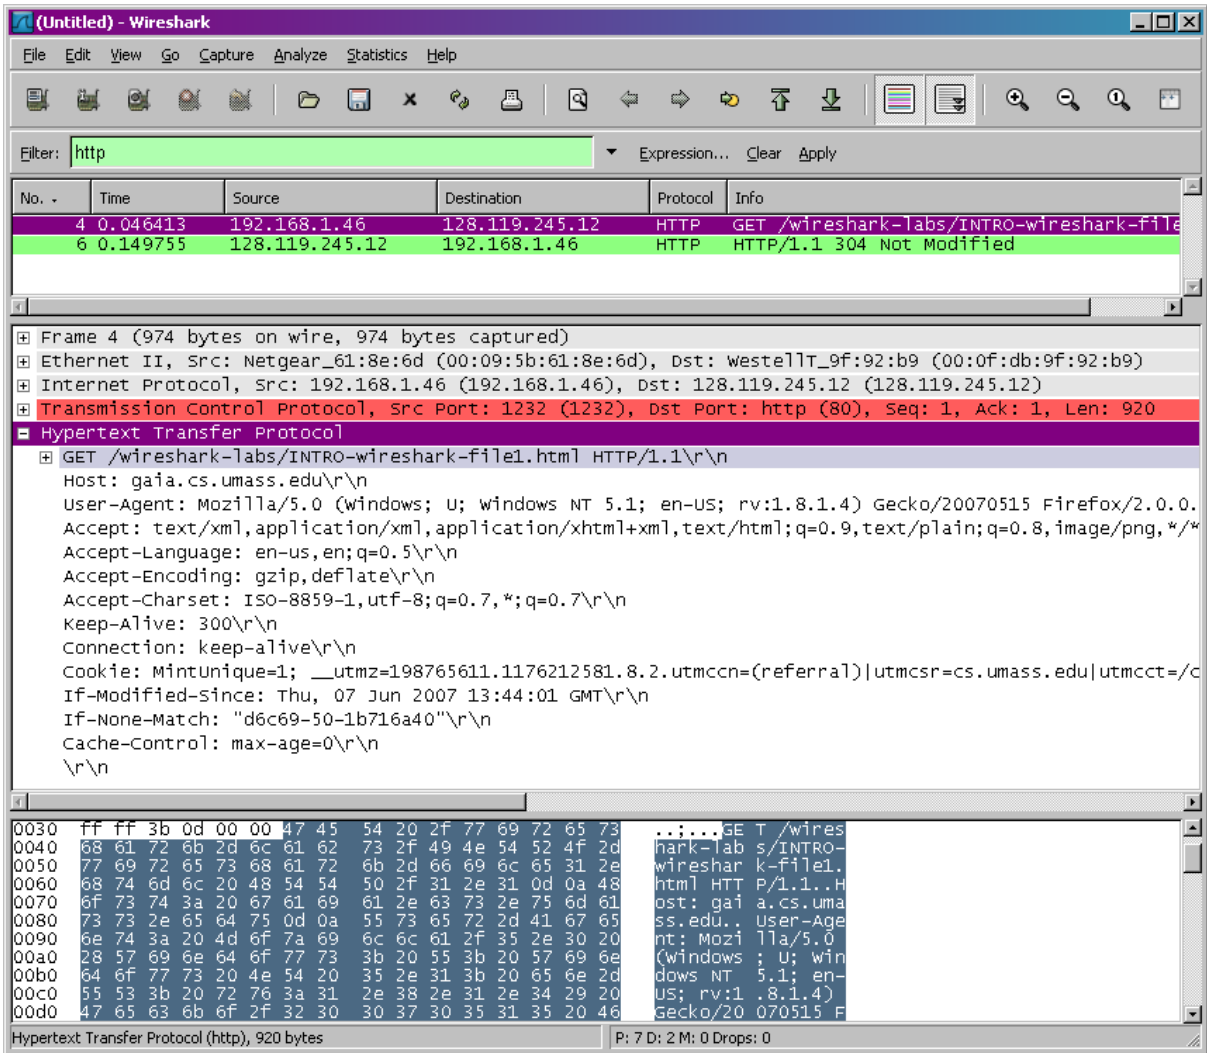 (Untitled) - Wireshark
File Edit View Go Capture Analyze Statistics Help
Filter: http Expression... Clear Apply
No. Time Source Destination Protocol Info
4 0.046413 192.168.1.46 128.119.245.12 HTTP GET /wireshark-labs/INTRO-wireshark-file
6 0.149755 128.119.245.12 192.168.1.46 HTTP HTTP/1.1 304 Not Modified
Frame 4 (974 bytes on wire, 974 bytes captured)
Ethernet II, Src: Netgear_61:8e:6d (00:09:5b:61:8e:6d), Dst: WestellT_9f:92:b9 (00:0f:db:9f:92:b9)
Internet Protocol, Src: 192.168.1.46 (192.168.1.46), Dst: 128.119.245.12 (128.119.245.12)
Transmission Control Protocol, Src Port: 1232 (1232), Dst Port: http (80), Seq: 1, Ack: 1, Len: 920
Hypertext Transfer Protocol
GET /wireshark-labs/INTRO-wireshark-file1.html HTTP/1.1\r\n
Host: gaia.cs.umass.edu\r\n
User-Agent: Mozilla/5.0 (Windows; U; Windows NT 5.1; en-US; rv:1.8.1.4) Gecko/20070515 Firefox/2.0.0.
Accept: text/xml,application/xml,application/xhtml+xml,text/html;q=0.9,text/plain;q=0.8,image/png,*/*
Accept-Language: en-us,en;q=0.5\r\n
Accept-Encoding: gzip,deflate\r\n
Accept-Charset: ISO-8859-1,utf-8;q=0.7,*;q=0.7\r\n
Keep-Alive: 300\r\n
Connection: keep-alive\r\n
Cookie: MintUnique=1; __utmz=198765611.1176212581.8.2.utmccn=(referral)|utmcsr=cs.umass.edu|utmcct=/c
If-Modified-Since: Thu, 07 Jun 2007 13:44:01 GMT\r\n
If-None-Match: "d6c69-50-1b716a40"\r\n
Cache-Control: max-age=0\r\n
\r\n
0030 ff ff 3b 0d 00 00 47 45 54 20 2f 77 69 72 65 73 ..;...GE T /wires
0040 68 61 72 6b 2d 6c 61 62 73 2f 49 4e 54 52 4f 2d hark-lab s/INTRO-
0050 77 69 72 65 73 68 61 72 6b 2d 66 69 6c 65 31 2e wireshar k-file1.
0060 68 74 6d 6c 20 48 54 54 50 2f 31 2e 31 0d 0a 48 html HTT P/1.1..H
0070 6f 73 74 3a 20 67 61 69 61 2e 63 73 2e 75 6d 61 ost: gai a.cs.uma
0080 73 73 2e 65 64 75 0d 0a 55 73 65 72 2d 41 67 65 ss.edu.. User-Age
0090 6e 74 3a 20 4d 6f 7a 69 6c 6c 61 2f 35 2e 30 20 nt: Mozi lla/5.0
00a0 28 57 69 6e 64 6f 77 73 3b 20 55 3b 20 57 69 6e (Windows ; U; Win
00b0 64 6f 77 73 20 4e 54 20 35 2e 31 3b 20 65 6e 2d dows NT 5.1; en-
00c0 55 53 3b 20 72 76 3a 31 2e 38 2e 31 2e 34 29 20 US; rv:1 .8.1.4)
00d0 47 65 63 6b 6f 2f 32 30 30 37 30 35 31 35 20 46 Gecko/20 070515 F
Hypertext Transfer Protocol (http), 920 bytes P: 7 D: 2 M: 0 Drops: 0